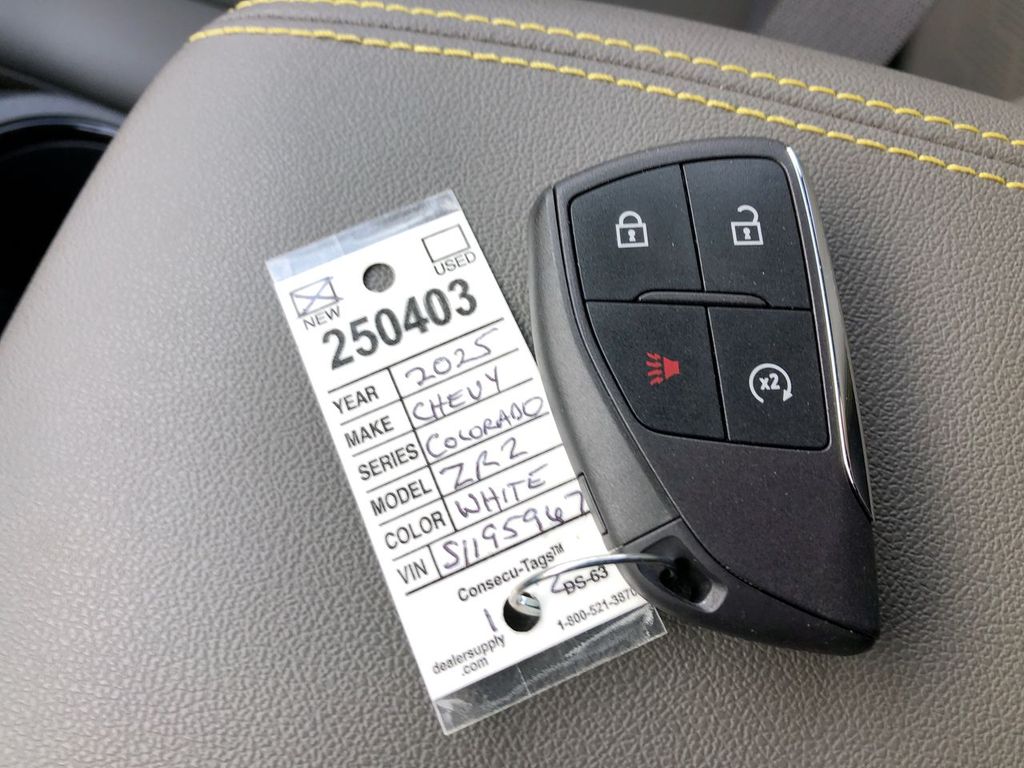 USED
NEW
250403
YEAR 2025
MAKE CHEVY
SERIES COLORADO
MODEL ZR2
COLOR WHITE
VIN S1195967
Consecu-Tags™
DS-63
1-800-521-3870
dealersupply
.com
x2